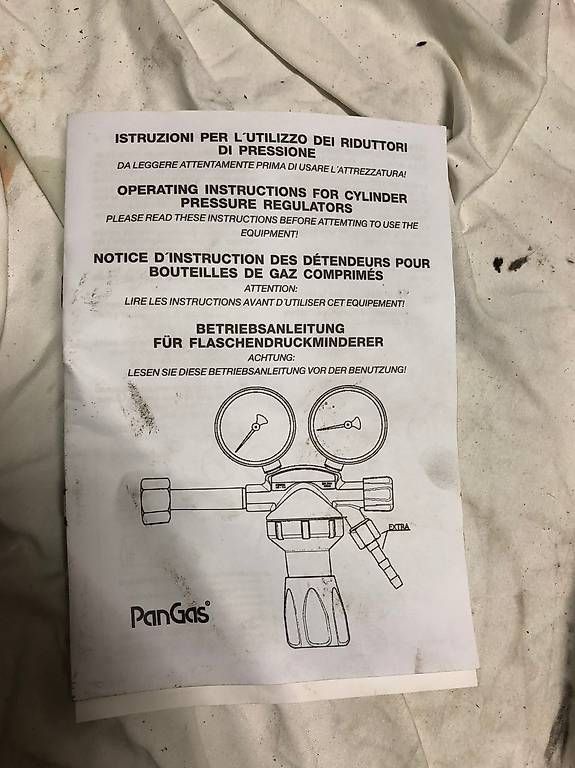 ISTRUZIONI PER L´UTILIZZO DEI RIDUTTORI
DI PRESSIONE
DA LEGGERE ATTENTAMENTE PRIMA DI USARE L´ATTREZZATURA!
OPERATING INSTRUCTIONS FOR CYLINDER
PRESSURE REGULATORS
PLEASE READ THESE INSTRUCTIONS BEFORE ATTEMTING TO USE THE
EQUIPMENT!
NOTICE D´INSTRUCTION DES DÉTENDEURS POUR
BOUTEILLES DE GAZ COMPRIMÉS
ATTENTION:
LIRE LES INSTRUCTIONS AVANT D´UTILISER CET EQUIPEMENT!
BETRIEBSANLEITUNG
FÜR FLASCHENDRUCKMINDERER
ACHTUNG:
LESEN SIE DIESE BETRIEBSANLEITUNG VOR DER BENUTZUNG!
EXTRA
PanGas